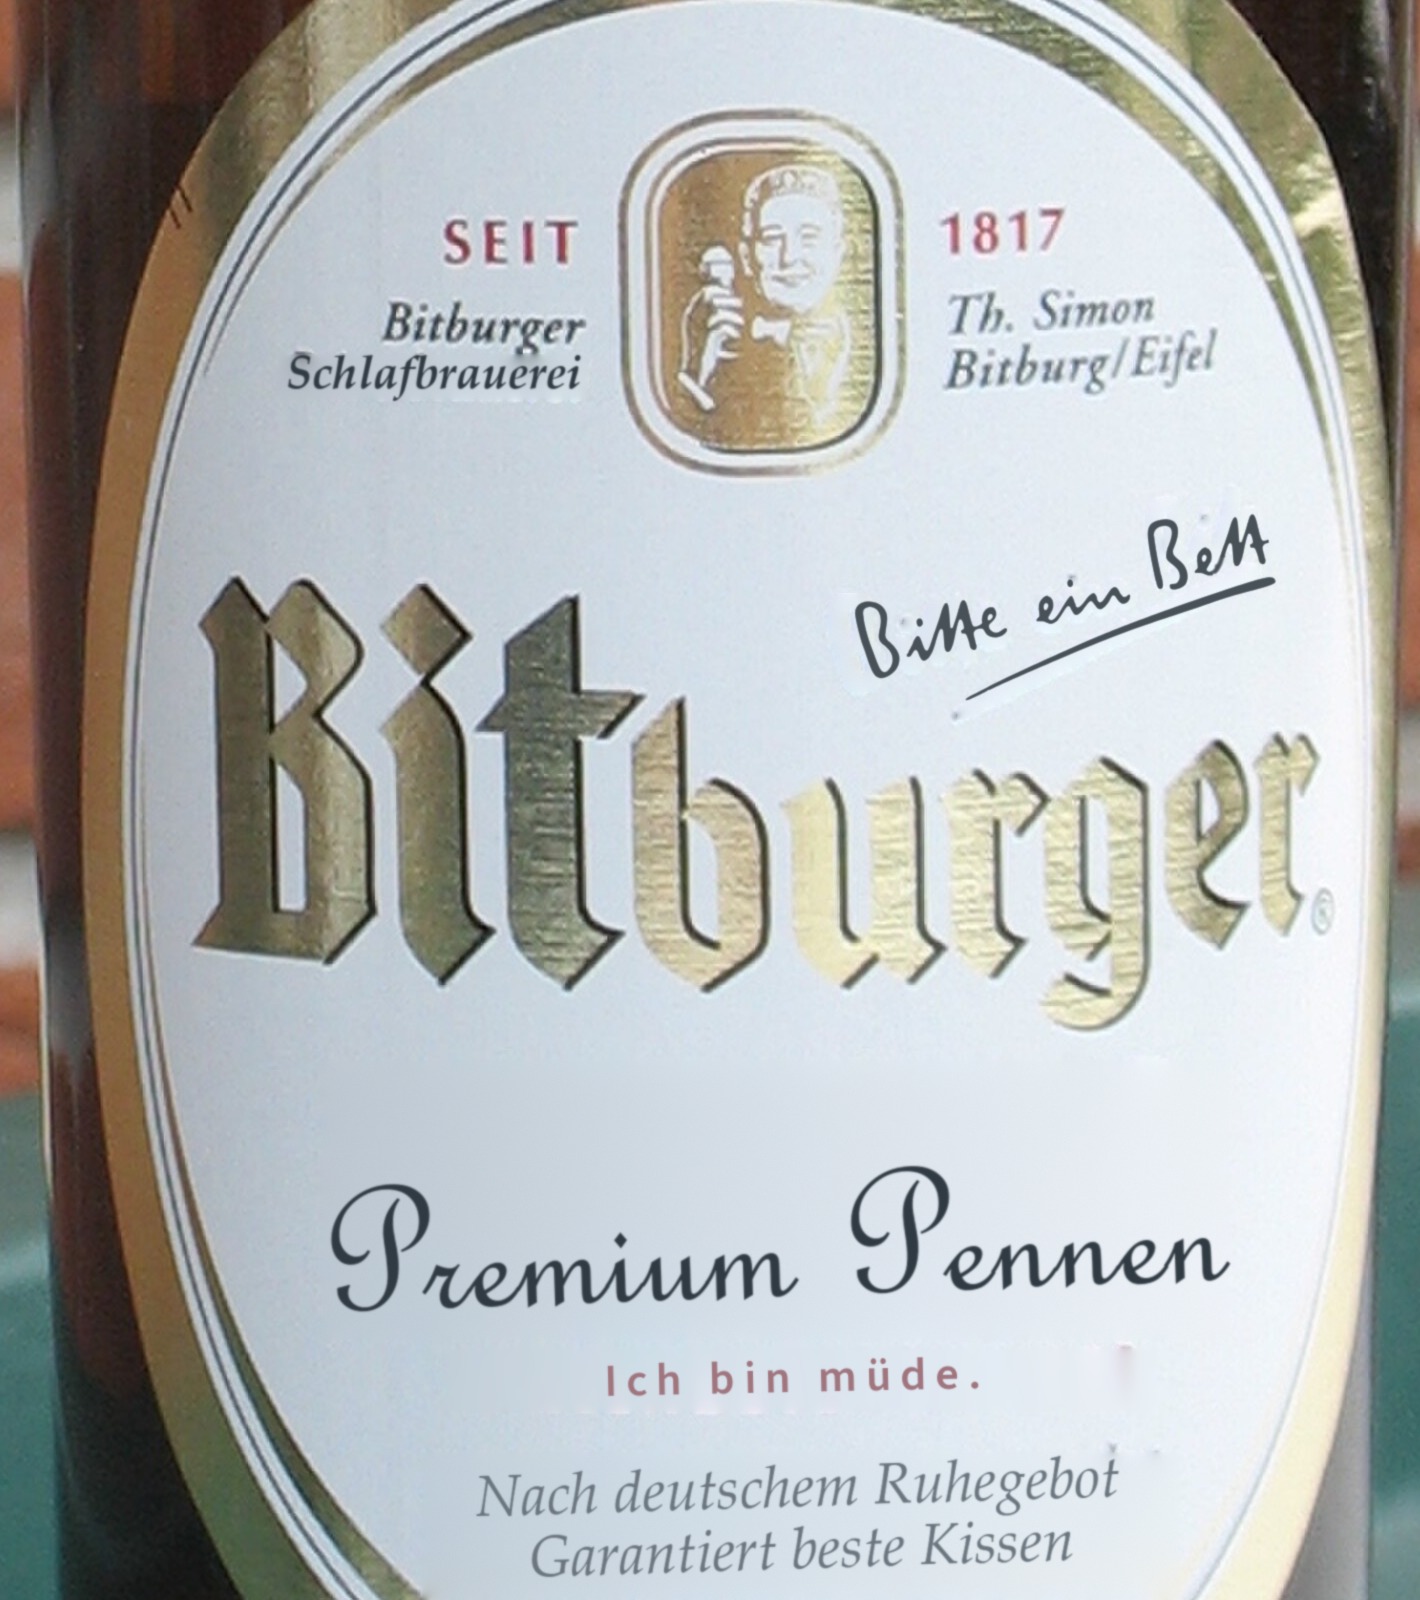 SEIT 1817
Bitburger
Schlafbrauerei
Th. Simon
Bitburg/Eifel
Bitte ein Bett
Bitburger®
Premium Pennen
Ich bin müde.
Nach deutschem Ruhegebot
Garantiert beste Kissen